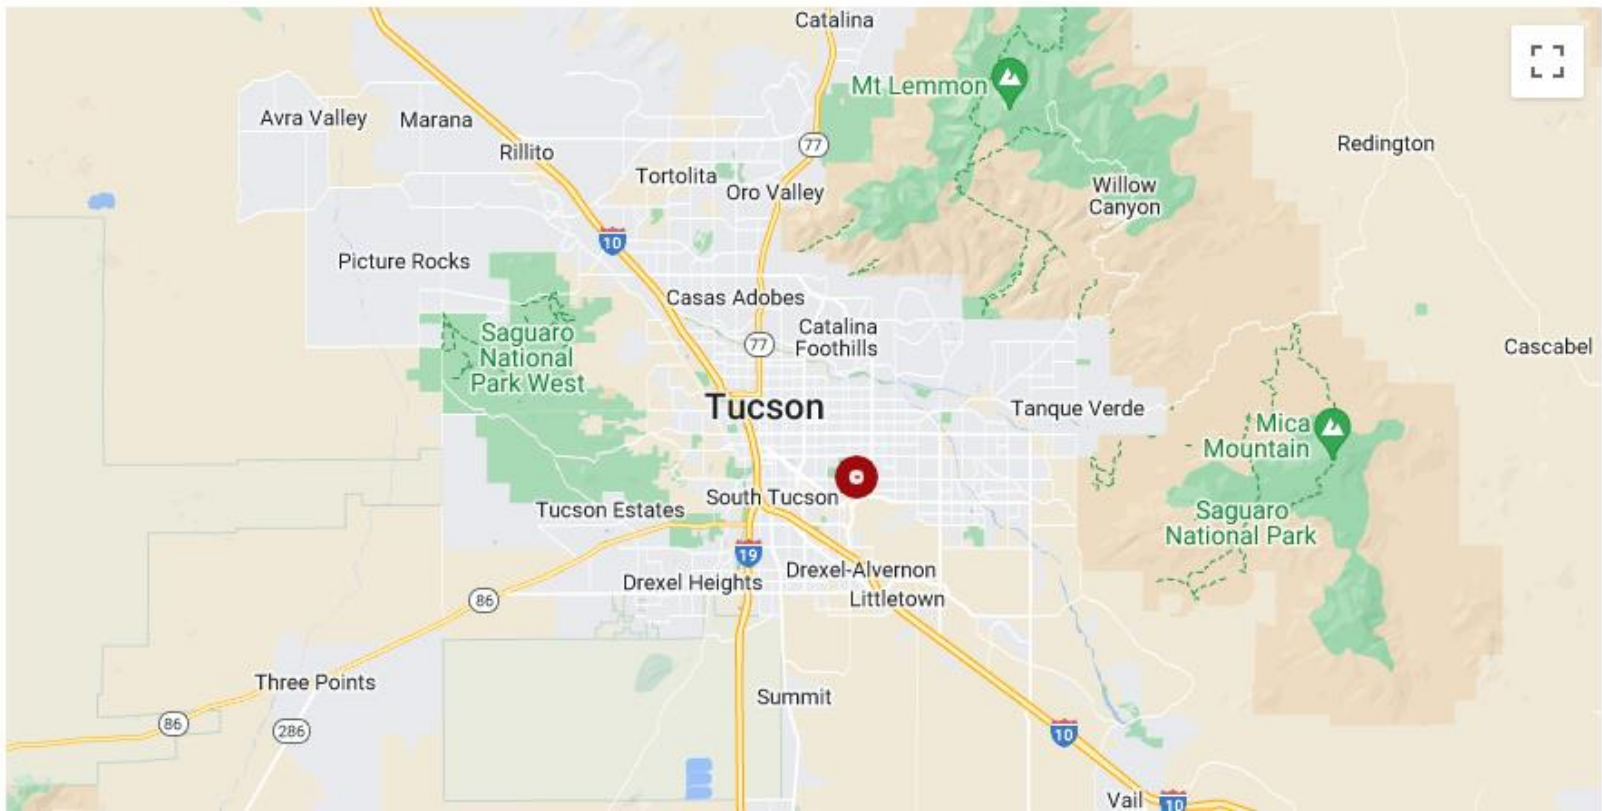 Catalina
Mt Lemmon
Avra Valley
Marana
77
Redington
Rillito
Tortolita
Oro Valley
Willow
Canyon
10
Picture Rocks
Casas Adobes
Saguaro
National
Park West
Catalina
Foothills
77
Cascabel
Tucson
Tanque Verde
Mica
Mountain
South Tucson
Tucson Estates
Saguaro
National Park
19
Drexel-Alvernon
Drexel Heights
86
Littletown
Three Points
Summit
86
286
10
Vail
10